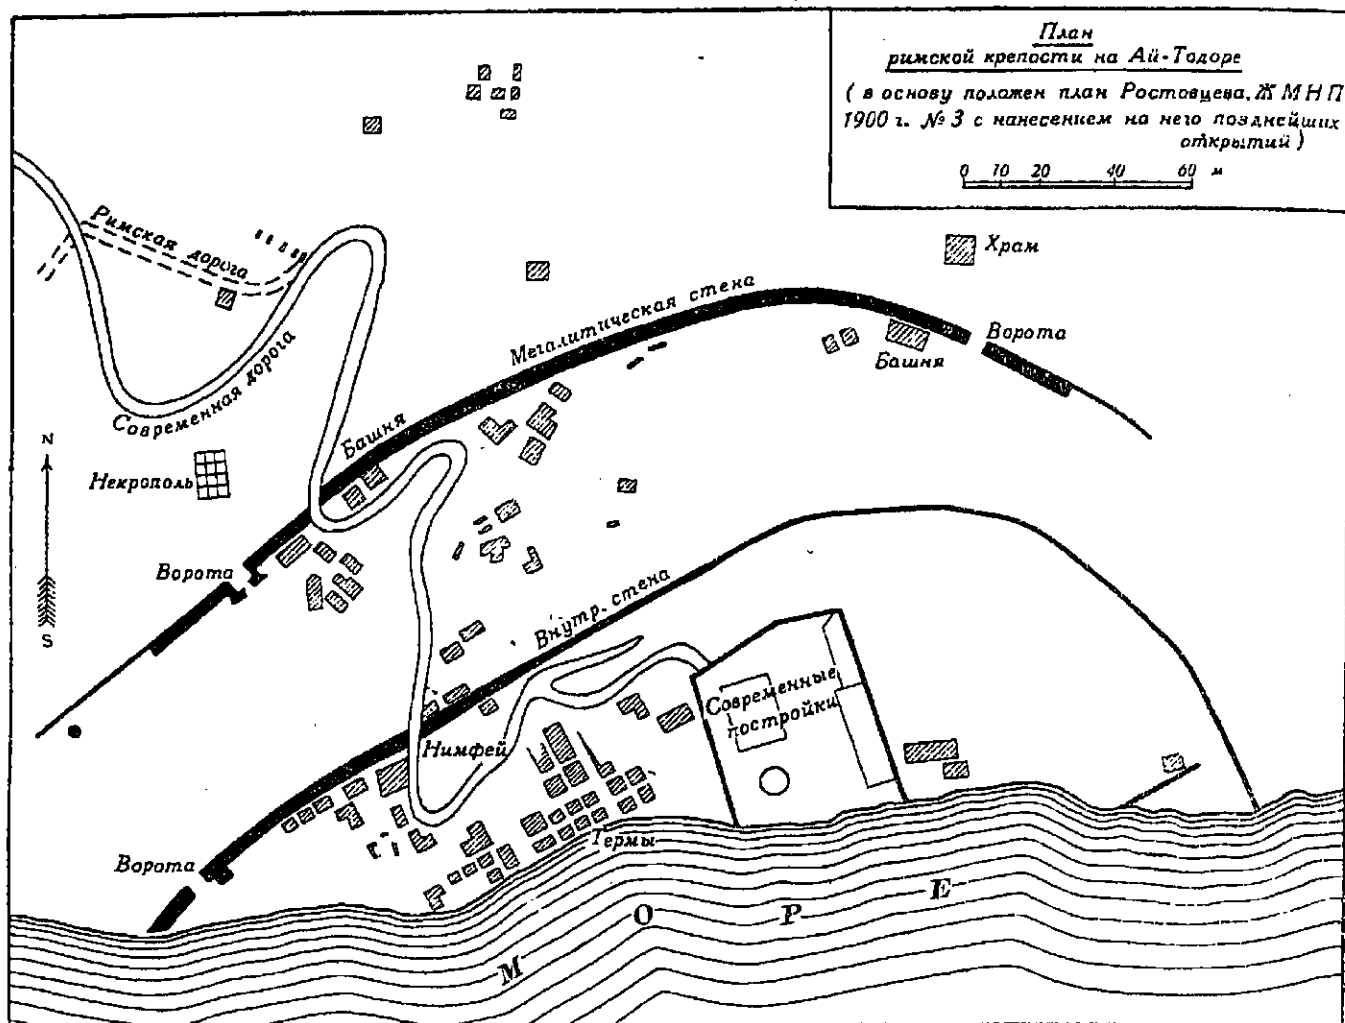 План
римской крепости на Ай-Тодоре
( в основу положен план Ростовцева, ЖМНП
1900 г. № 3 с нанесением на него позднейших
открытий )
0 10 20 40 60 м
Храм
Римская дорога
Мегалитическая стена
Ворота
Башня
Современная дорога
Башня
N
Некрополь
Ворота
S
Внутр. стена
Современные
постройки
Нимфей
Термы
Ворота
М О Р Е